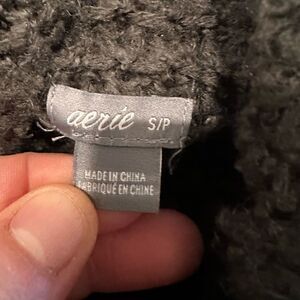 aerie S/P
MADE IN CHINA
FABRIQUÉ EN CHINE